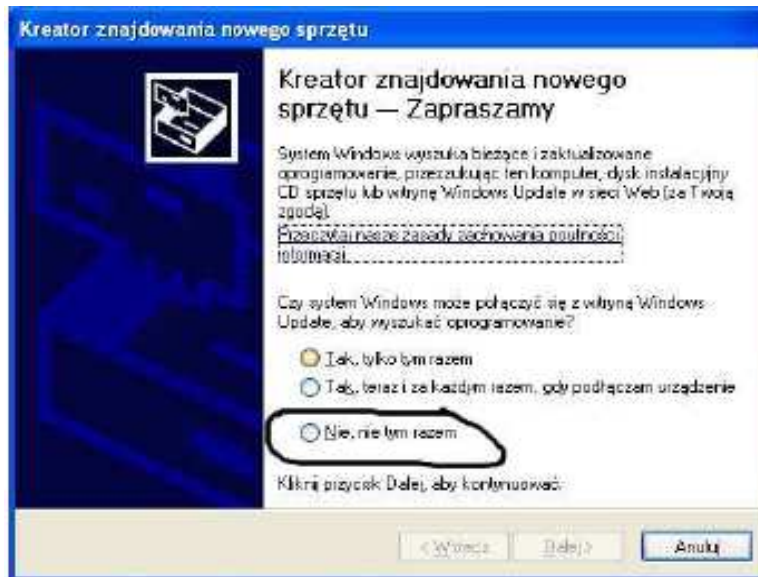 Kreator znajdowania nowego sprzętu
Kreator znajdowania nowego
sprzętu — Zapraszamy
System Windows wyszuka bieżące i zaktualizowane
oprogramowanie, przeszukując ten komputer, dysk instalacyjny
CD sprzętu lub witrynę Windows Update w sieci Web (za Twoją
zgodą).
Przeczytaj nasze zasady zachowania poufności
informacji
Czy system Windows może połączyć się z witryną Windows
Update, aby wyszukać oprogramowanie?
Tak, tylko tym razem
Tak, teraz i za każdym razem, gdy podłączam urządzenie
Nie, nie tym razem
Kliknij przycisk Dalej, aby kontynuować.
< Wstecz
Dalej >
Anuluj